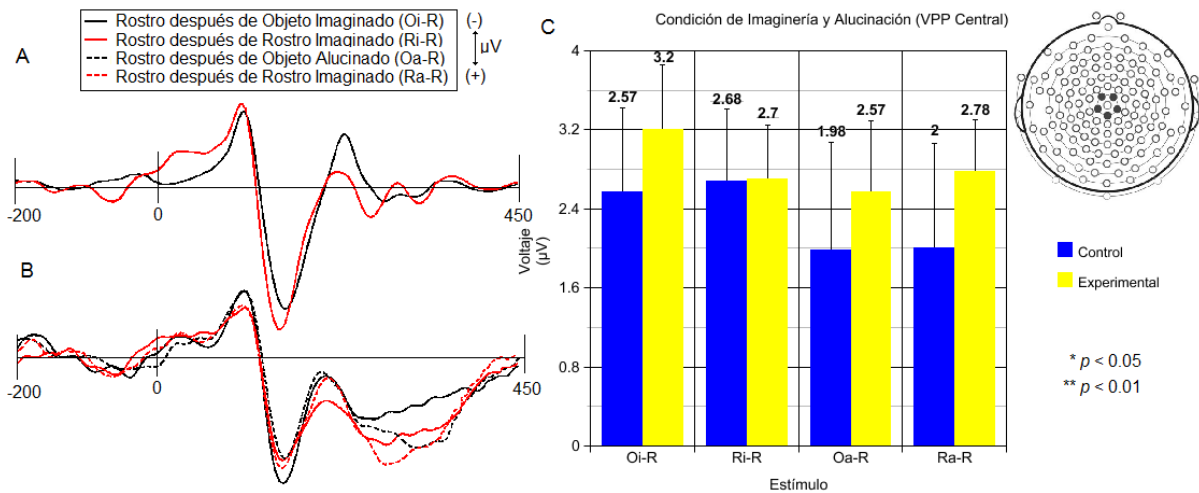 Rostro después de Objeto Imaginado (Oi-R) (-)
Rostro después de Rostro Imaginado (Ri-R) µV
Rostro después de Objeto Alucinado (Oa-R)
Rostro después de Rostro Imaginado (Ra-R) (+)
A
-200 0 450
B
-200 0 450
C
Condición de Imaginería y Alucinación (VPP Central)
4
3.2
2.4
1.6
0.8
0
Voltaje
(µV)
2.57 3.2 2.68 2.7 1.98 2.57 2 2.78
Oi-R Ri-R Oa-R Ra-R
Estímulo
Control
Experimental
* p < 0.05
** p < 0.01